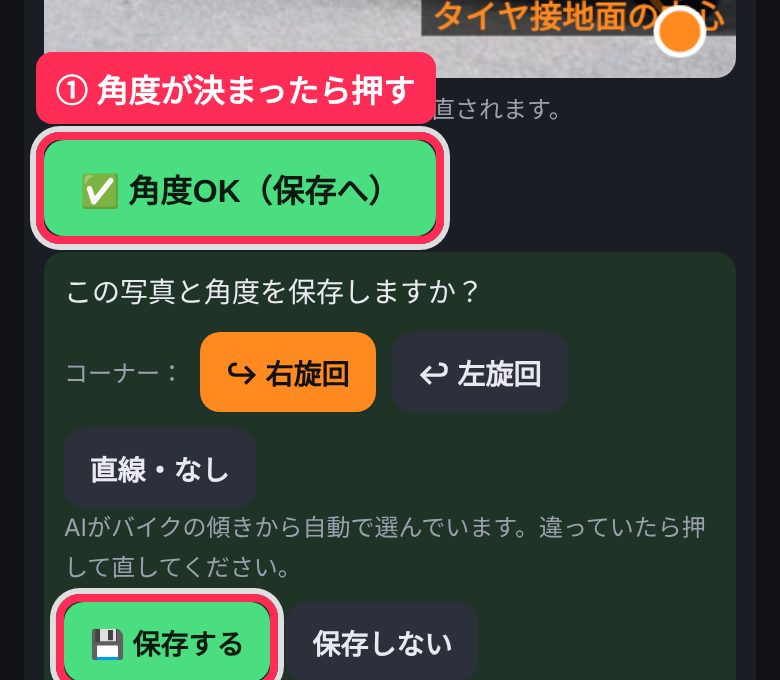 タイヤ接地面の中心
① 角度が決まったら押す
直されます。
✅ 角度OK（保存へ）
この写真と角度を保存しますか？
コーナー：
↪ 右旋回
↩ 左旋回
直線・なし
AIがバイクの傾きから自動で選んでいます。違っていたら押
して直してください。
💾 保存する
保存しない